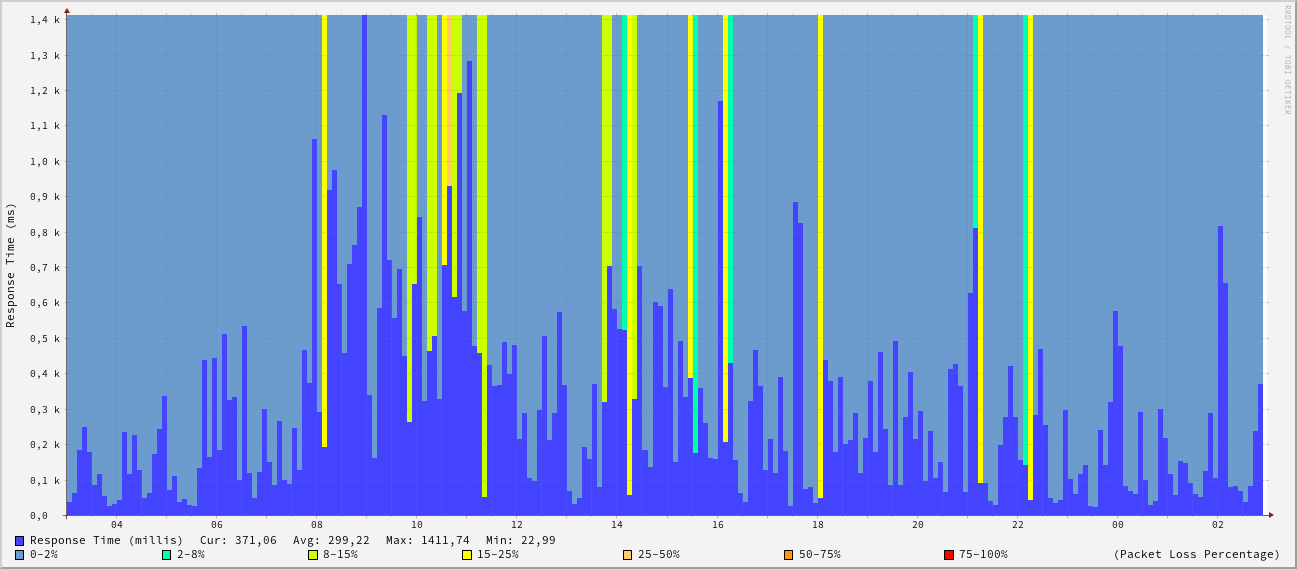 RRDTOOL / TOBI OETIKER
Response Time (ms)
1,4 k
1,3 k
1,2 k
1,1 k
1,0 k
0,9 k
0,8 k
0,7 k
0,6 k
0,5 k
0,4 k
0,3 k
0,2 k
0,1 k
0,0
04 06 08 10 12 14 16 18 20 22 00 02
Response Time (millis) Cur: 371,06 Avg: 299,22 Max: 1411,74 Min: 22,99
0-2% 2-8% 8-15% 15-25% 25-50% 50-75% 75-100% (Packet Loss Percentage)